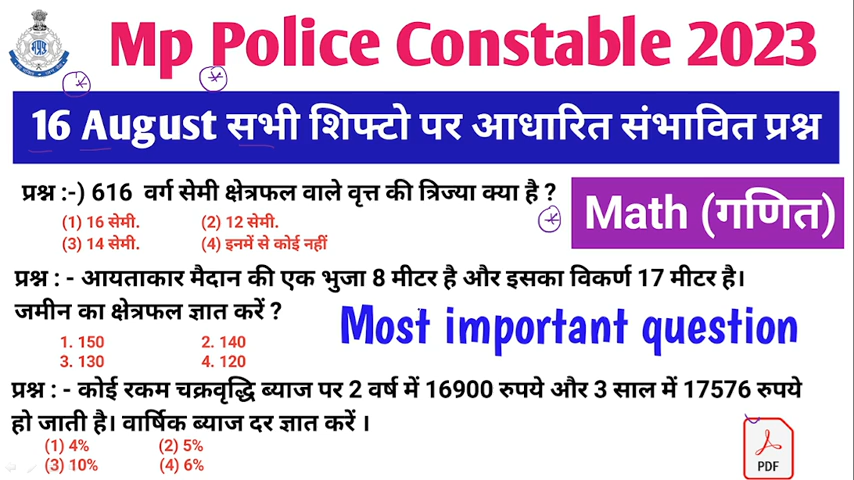 Mp Police Constable 2023
16 August सभी शिफ्टो पर आधारित संभावित प्रश्न
प्रश्न :-) 616 वर्ग सेमी क्षेत्रफल वाले वृत्त की त्रिज्या क्या है ?
(1) 16 सेमी. (2) 12 सेमी.
(3) 14 सेमी. (4) इनमें से कोई नहीं
Math (गणित)
प्रश्न : - आयताकार मैदान की एक भुजा 8 मीटर है और इसका विकर्ण 17 मीटर है।
जमीन का क्षेत्रफल ज्ञात करें ?
1. 150 2. 140
3. 130 4. 120
Most important question
प्रश्न : - कोई रकम चक्रवृद्धि ब्याज पर 2 वर्ष में 16900 रुपये और 3 साल में 17576 रुपये
हो जाती है। वार्षिक ब्याज दर ज्ञात करें ।
(1) 4% (2) 5%
(3) 10% (4) 6%
PDF